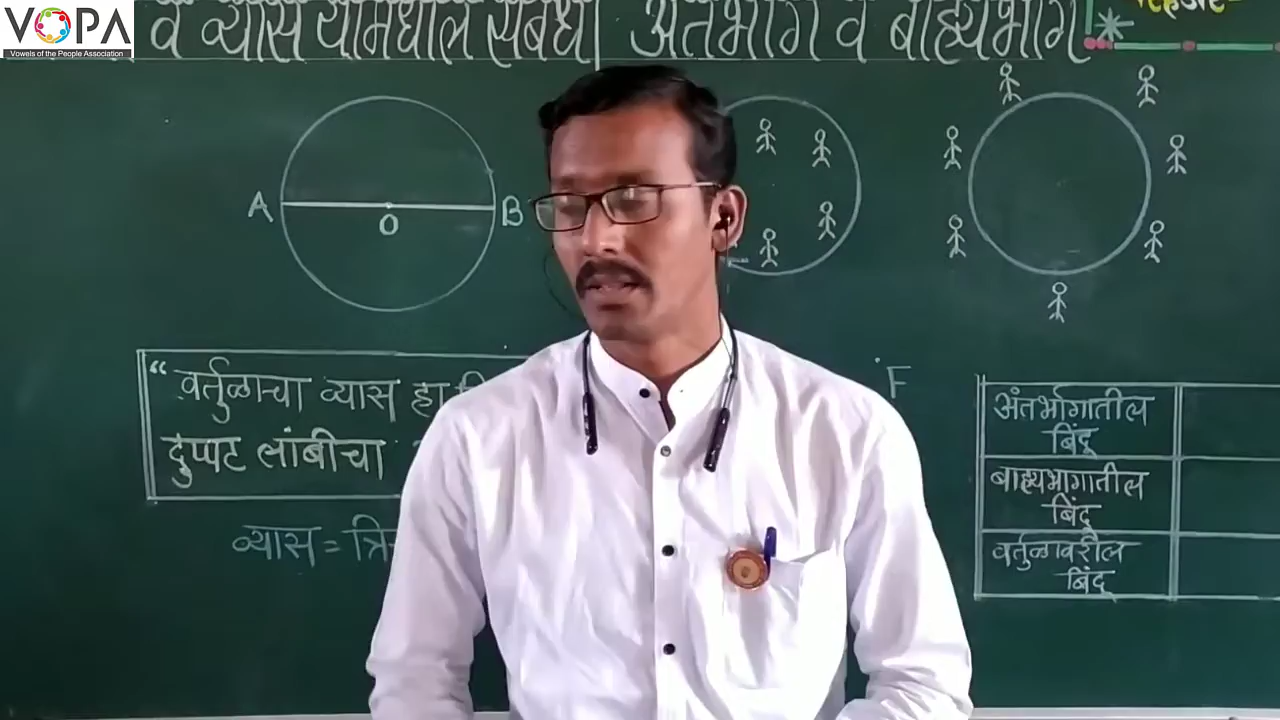 VOPA
Vowels of the People Association
व व्यास यामधील संबंध अंतर्भाग व बाह्यभाग
A
O
B
“वर्तुळाचा व्यास हा
दुप्पट लांबीचा
व्यास =
F
अंतर्भागातील
बिंदू
बाह्यभागातील
बिंदू
वर्तुळावरील
बिंदू